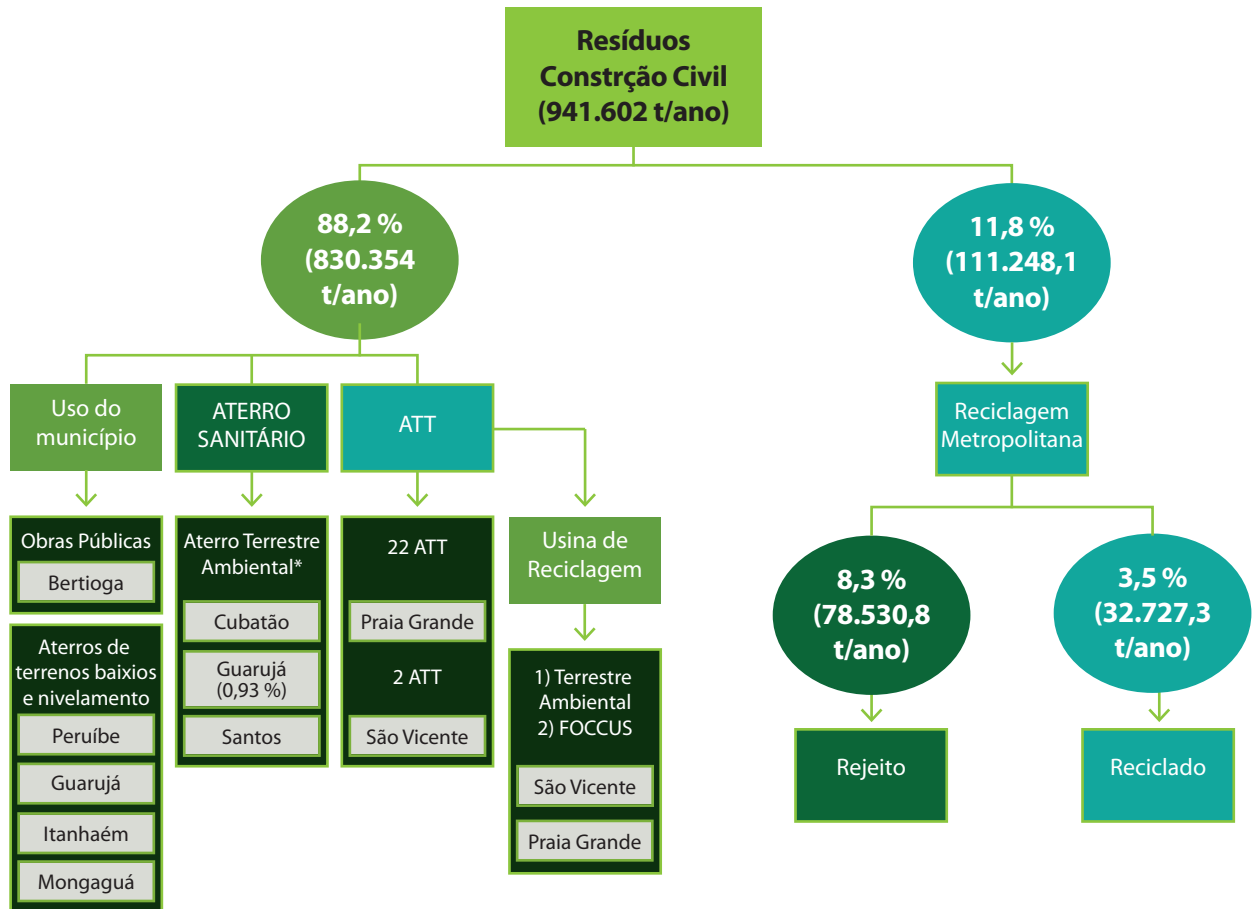 Resíduos
Constrção Civil
(941.602 t/ano)
88,2 %
(830.354
t/ano)
11,8 %
(111.248,1
t/ano)
Uso do
município
ATERRO
SANITÁRIO
ATT
Reciclagem
Metropolitana
Obras Públicas
Bertioga
Aterros de
terrenos baixios
e nivelamento
Peruíbe
Guarujá
Itanhaém
Mongaguá
Aterro Terrestre
Ambiental*
Cubatão
Guarujá
(0,93 %)
Santos
22 ATT
Praia Grande
2 ATT
São Vicente
Usina de
Reciclagem
1) Terrestre
Ambiental
2) FOCCUS
São Vicente
Praia Grande
8,3 %
(78.530,8
t/ano)
3,5 %
(32.727,3
t/ano)
Rejeito
Reciclado